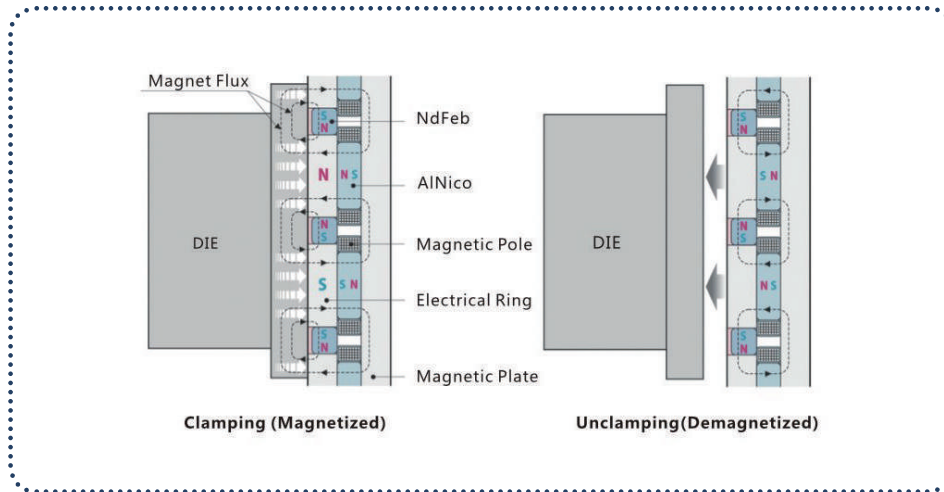 Magnet Flux
NdFeb
AlNico
Magnetic Pole
Electrical Ring
Magnetic Plate
DIE
S
N
N
N S
N
S
S
S N
S
N
Clamping (Magnetized)
DIE
S
N
S N
N
S
N S
S
N
Unclamping(Demagnetized)